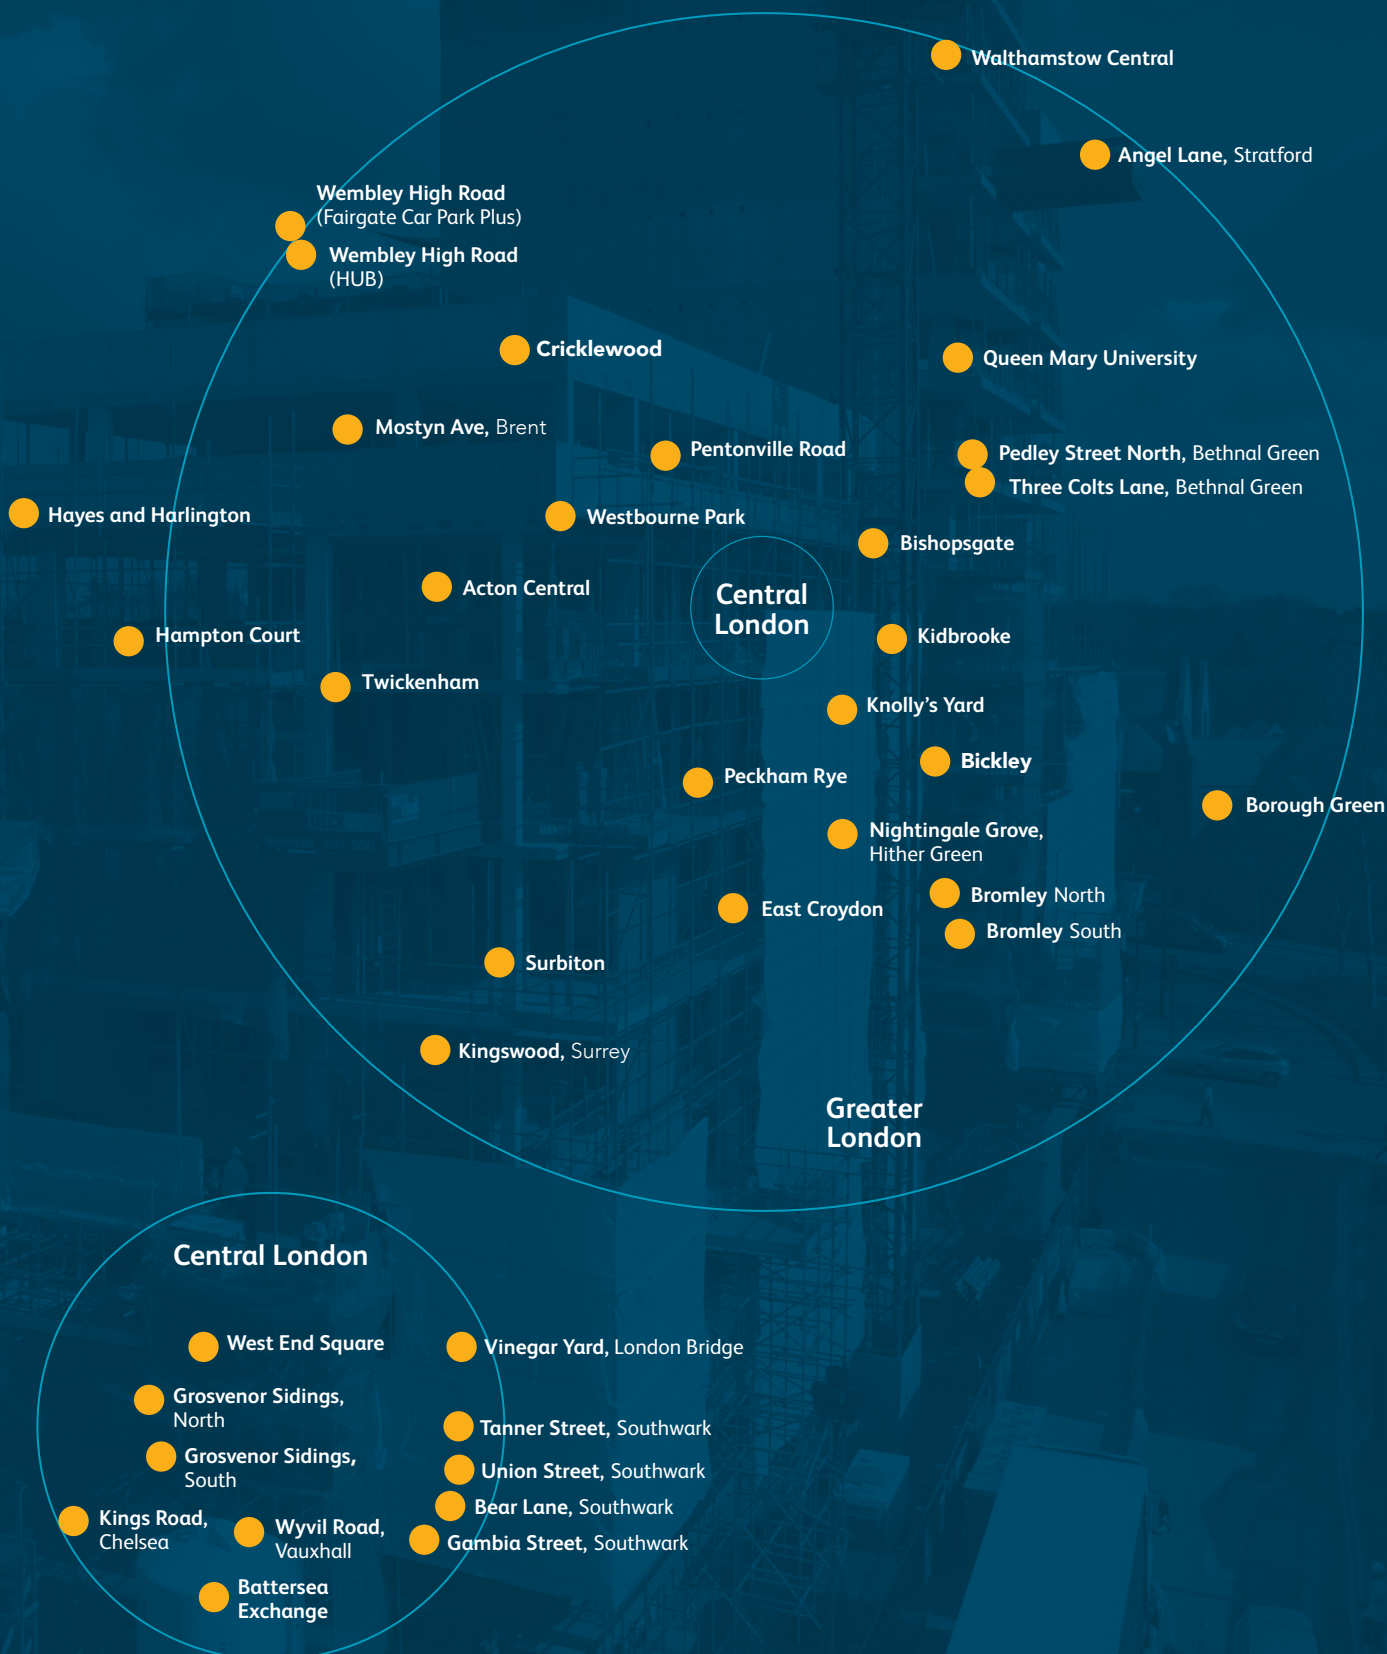 Walthamstow Central
Angel Lane, Stratford
Wembley High Road
(Fairgate Car Park Plus)
Wembley High Road
(HUB)
Cricklewood
Queen Mary University
Mostyn Ave, Brent
Pentonville Road
Pedley Street North, Bethnal Green
Three Colts Lane, Bethnal Green
Hayes and Harlington
Westbourne Park
Bishopsgate
Acton Central
Central
London
Hampton Court
Kidbrooke
Twickenham
Knolly’s Yard
Bickley
Peckham Rye
Borough Green
Nightingale Grove,
Hither Green
Bromley North
East Croydon
Bromley South
Surbiton
Kingswood, Surrey
Greater
London
Central London
West End Square
Vinegar Yard, London Bridge
Grosvenor Sidings,
North
Tanner Street, Southwark
Grosvenor Sidings,
South
Union Street, Southwark
Bear Lane, Southwark
Kings Road,
Chelsea
Wyvil Road,
Vauxhall
Gambia Street, Southwark
Battersea
Exchange